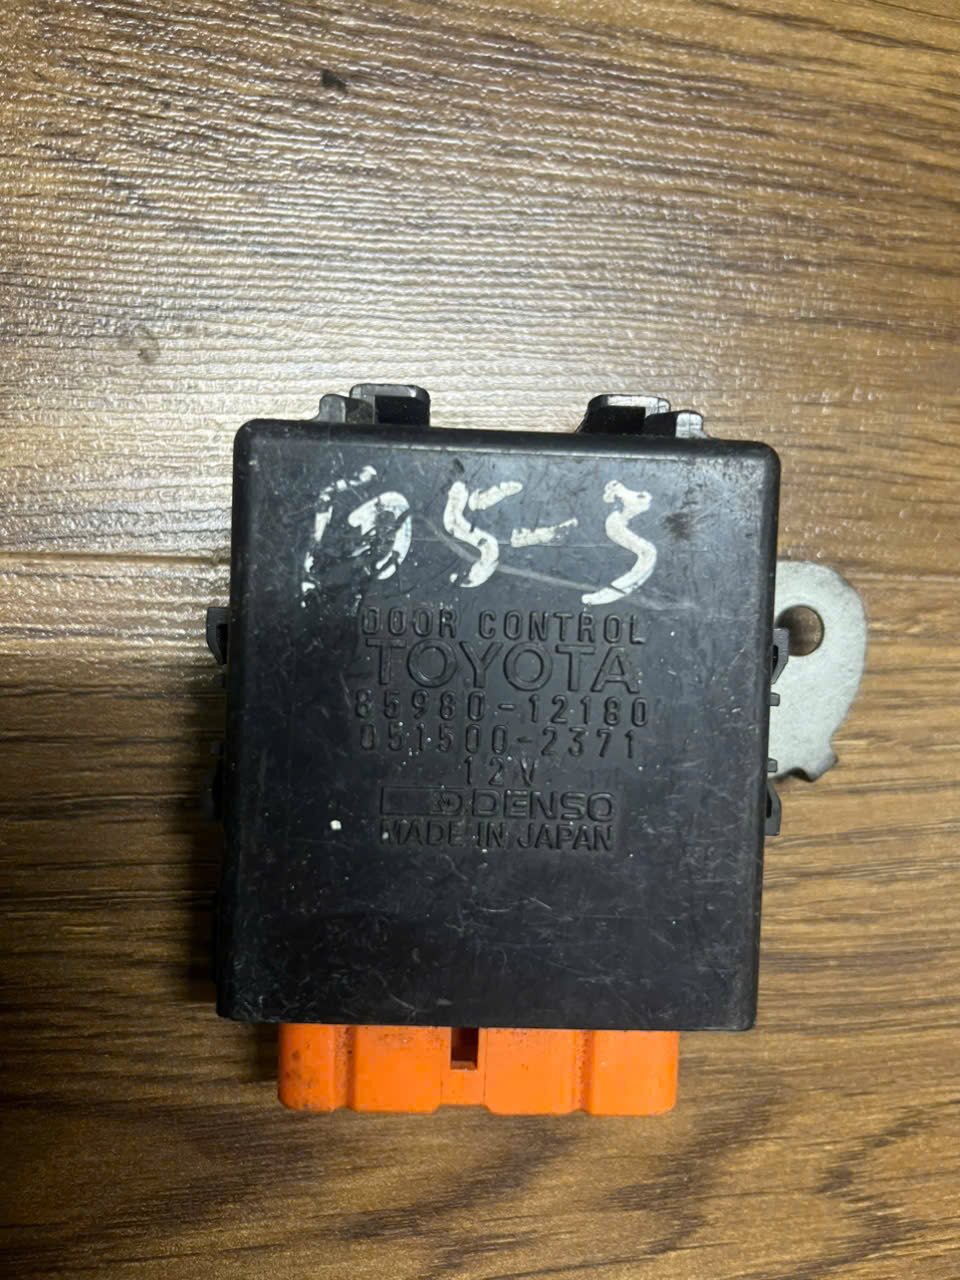 05-3
DOOR CONTROL
TOYOTA
85980-12180
051500-2371
12V
DENSO
MADE IN JAPAN